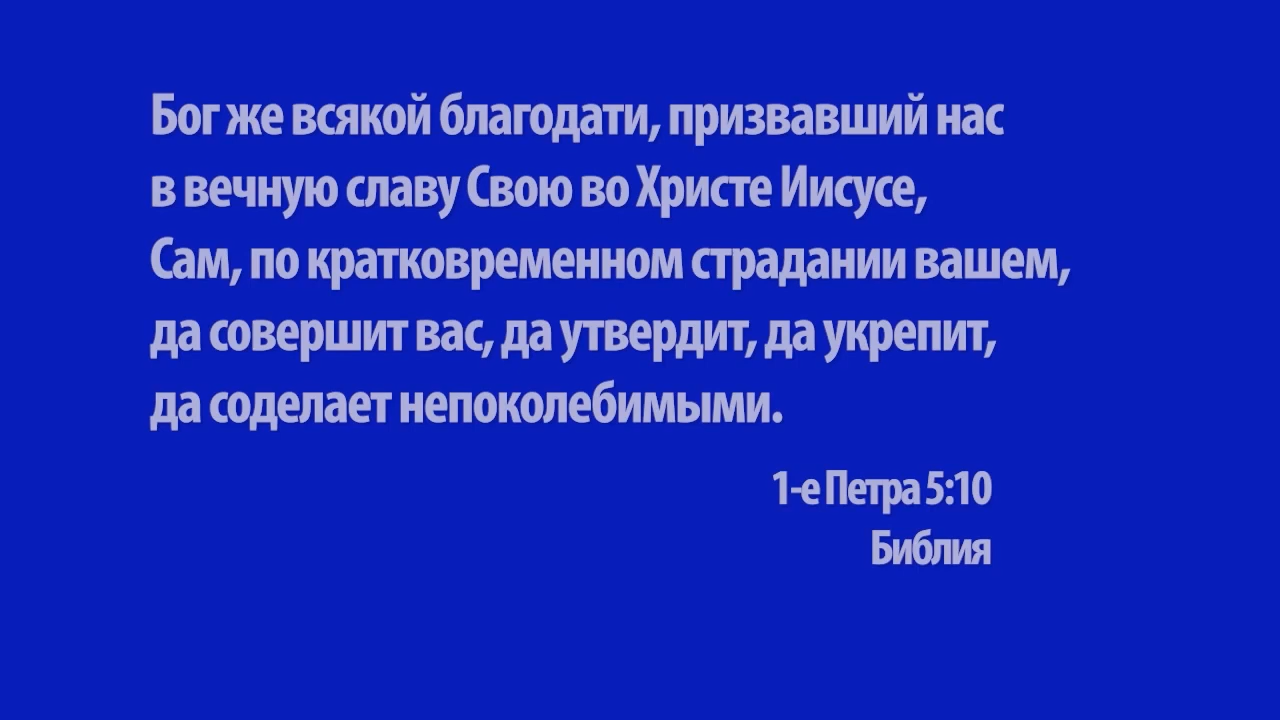 Бог же всякой благодати, призвавший нас
в вечную славу Свою во Христе Иисусе,
Сам, по кратковременном страдании вашем,
да совершит вас, да утвердит, да укрепит,
да соделает непоколебимыми.
1-е Петра 5:10
Библия